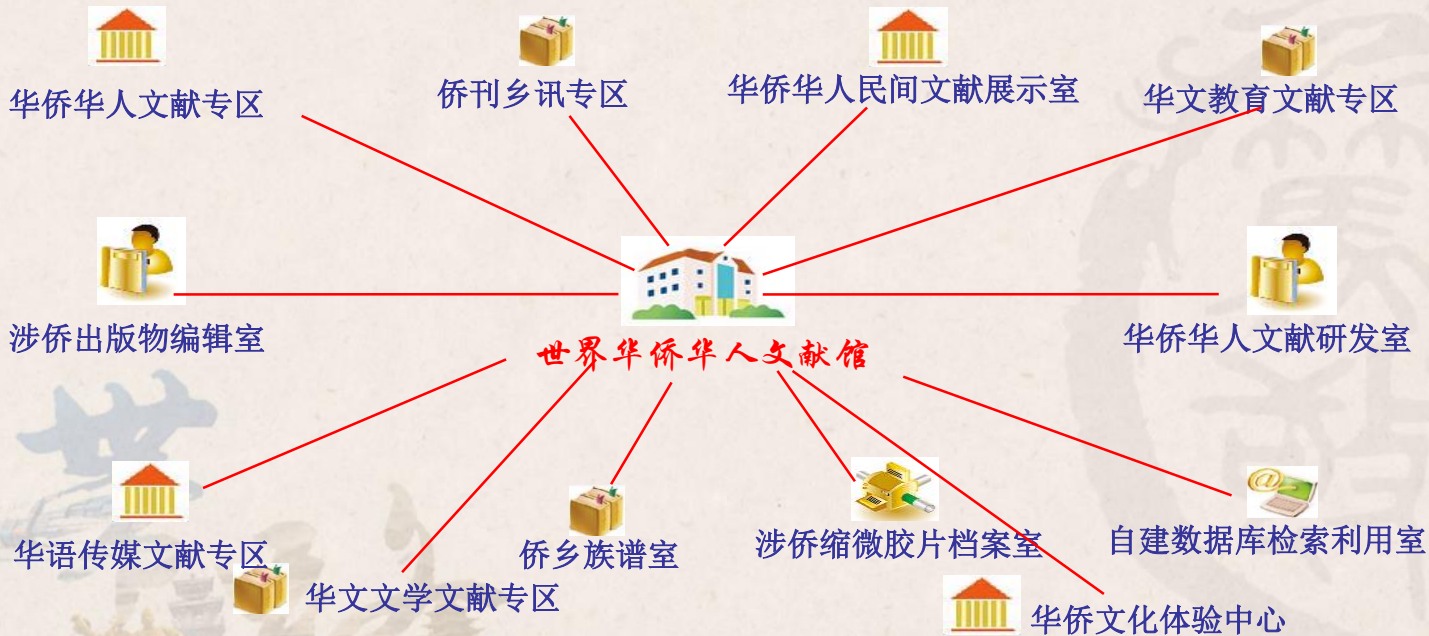 华侨华人文献专区
侨刊乡讯专区
华侨华人民间文献展示室
华文教育文献专区
涉侨出版物编辑室
世界华侨华人文献馆
华侨华人文献研发室
华语传媒文献专区
华文文学文献专区
侨乡族谱室
涉侨缩微胶片档案室
自建数据库检索利用室
华侨文化体验中心